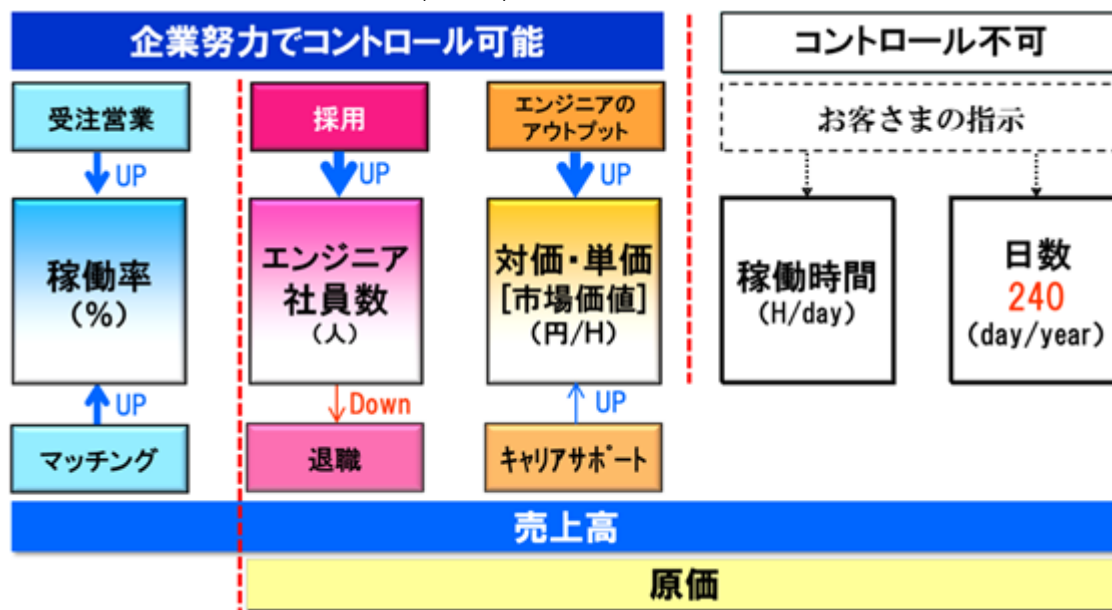 企業努力でコントロール可能
コントロール不可
受注営業
採用
エンジニアの
アウトプット
お客さまの指示
UP
UP
UP
稼働率
(%)
エンジニア
社員数
(人)
対価・単価
[市場価値]
(円/H)
稼働時間
(H/day)
日数
240
(day/year)
UP
Down
UP
マッチング
退職
キャリアサポート
売上高
原価